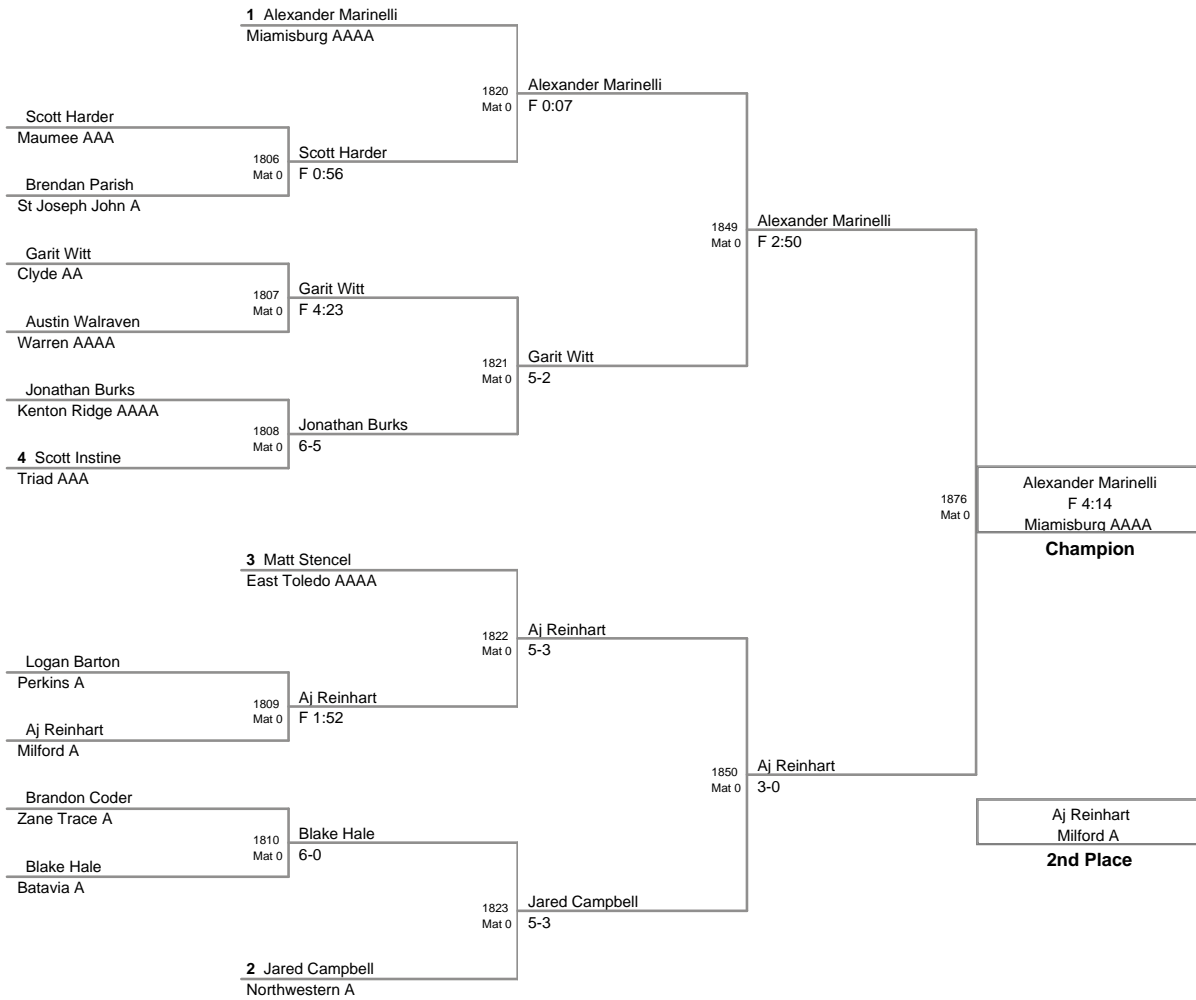 1 Alexander Marinelli
Miamisburg AAAA
1820
Mat 0
Alexander Marinelli
F 0:07
Scott Harder
Maumee AAA
1806
Mat 0
Scott Harder
F 0:56
Brendan Parish
St Joseph John A
1849
Mat 0
Alexander Marinelli
F 2:50
Garit Witt
Clyde AA
1807
Mat 0
Garit Witt
F 4:23
Austin Walraven
Warren AAAA
1821
Mat 0
Garit Witt
5-2
Jonathan Burks
Kenton Ridge AAAA
1808
Mat 0
Jonathan Burks
6-5
4 Scott Instine
Triad AAA
1876
Mat 0
Alexander Marinelli
F 4:14
Miamisburg AAAA
Champion
3 Matt Stencel
East Toledo AAAA
1822
Mat 0
Aj Reinhart
5-3
Logan Barton
Perkins A
1809
Mat 0
Aj Reinhart
F 1:52
Aj Reinhart
Milford A
1850
Mat 0
Aj Reinhart
3-0
Brandon Coder
Zane Trace A
1810
Mat 0
Blake Hale
6-0
Blake Hale
Batavia A
Aj Reinhart
Milford A
2nd Place
1823
Mat 0
Jared Campbell
5-3
2 Jared Campbell
Northwestern A